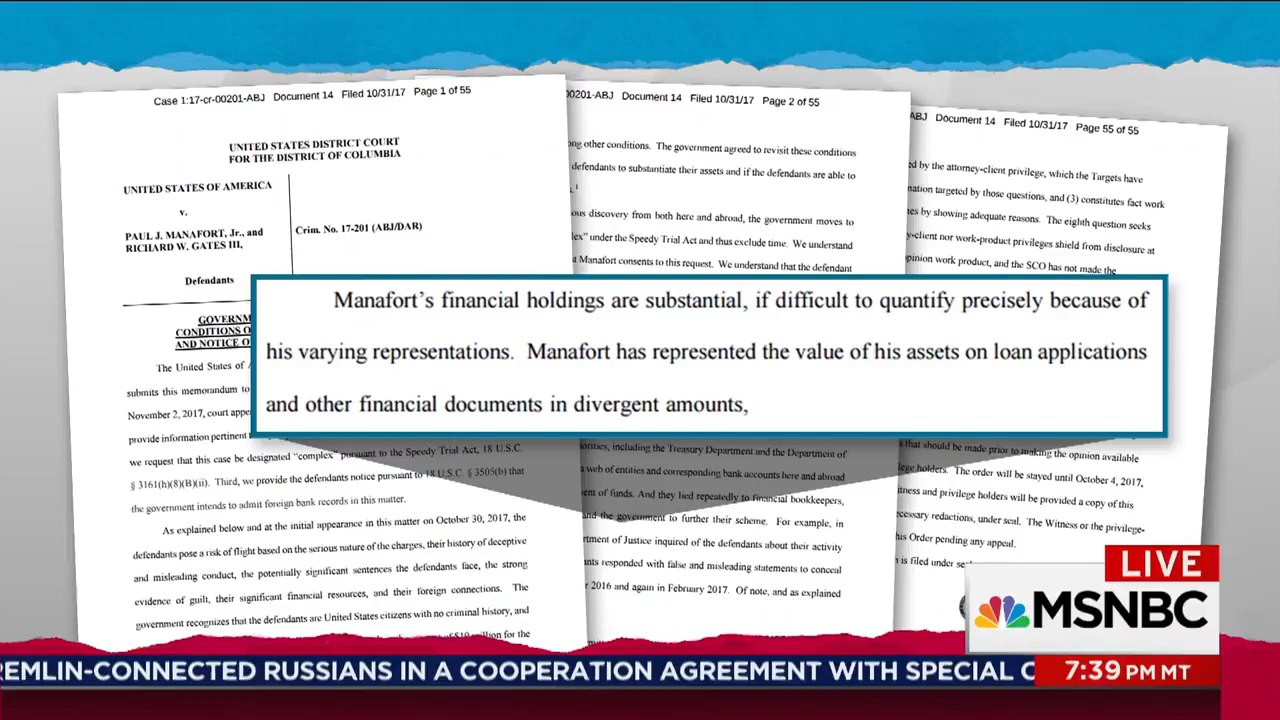 Case 1:17-cr-00201-ABJ Document 14 Filed 10/31/17 Page 1 of 55
UNITED STATES DISTRICT COURT
FOR THE DISTRICT OF COLUMBIA
UNITED STATES OF AMERICA
v.
PAUL J. MANAFORT, Jr., and
RICHARD W. GATES III,
Crim. No. 17-201 (ABJ/DAR)
Defendants
CONDITIONS O
AND NOTICE O
The United States of
submits this memorandum to
November 2, 2017, court appe
provide information pertinent
we request that this case be designated “complex” pursuant to the Speedy Trial Act, 18 U.S.C.
§ 3161(h)(8)(B)(ii). Third, we provide the defendants notice pursuant to 18 U.S.C. § 3505(b) that
the government intends to admit foreign bank records in this matter.
As explained below and at the initial appearance in this matter on October 30, 2017, the
defendants pose a risk of flight based on the serious nature of the charges, their history of deceptive
and misleading conduct, the potentially significant sentences the defendants face, the strong
evidence of guilt, their significant financial resources, and their foreign connections. The
government recognizes that the defendants are United States citizens with no criminal history, and
million for the
00201-ABJ Document 14 Filed 10/31/17 Page 2 of 55
ong other conditions. The government agreed to revisit these conditions
defendants to substantiate their assets and if the defendants are able to
ous discovery from both here and abroad, the government moves to
lex” under the Speedy Trial Act and thus exclude time. We understand
t Manafort consents to this request. We understand that the defendant
orities, including the Treasury Department and the Department of
web of entities and corresponding bank accounts here and abroad
ent of funds. And they lied repeatedly to financial bookkeepers,
and the government to further their scheme. For example, in
rtment of Justice inquired of the defendants about their activity
nts responded with false and misleading statements to conceal
r 2016 and again in February 2017. Of note, and as explained
ABJ Document 14 Filed 10/31/17 Page 55 of 55
ed by the attorney-client privilege, which the Targets have
nation targeted by those questions, and (3) constitutes fact work
es by showing adequate reasons. The eighth question seeks
y-client nor work-product privileges shield from disclosure at
pinion work product, and the SCO has not made the
s that should be made prior to making the opinion available
lege holders. The order will be stayed until October 4, 2017,
itness and privilege holders will be provided a copy of this
cessary redactions, under seal. The Witness or the privilege-
his Order pending any appeal.
n is filed under se
Manafort’s financial holdings are substantial, if difficult to quantify precisely because of
his varying representations. Manafort has represented the value of his assets on loan applications
and other financial documents in divergent amounts,
LIVE
MSNBC
REMLIN-CONNECTED RUSSIANS IN A COOPERATION AGREEMENT WITH SPECIAL C
7:39 PM MT